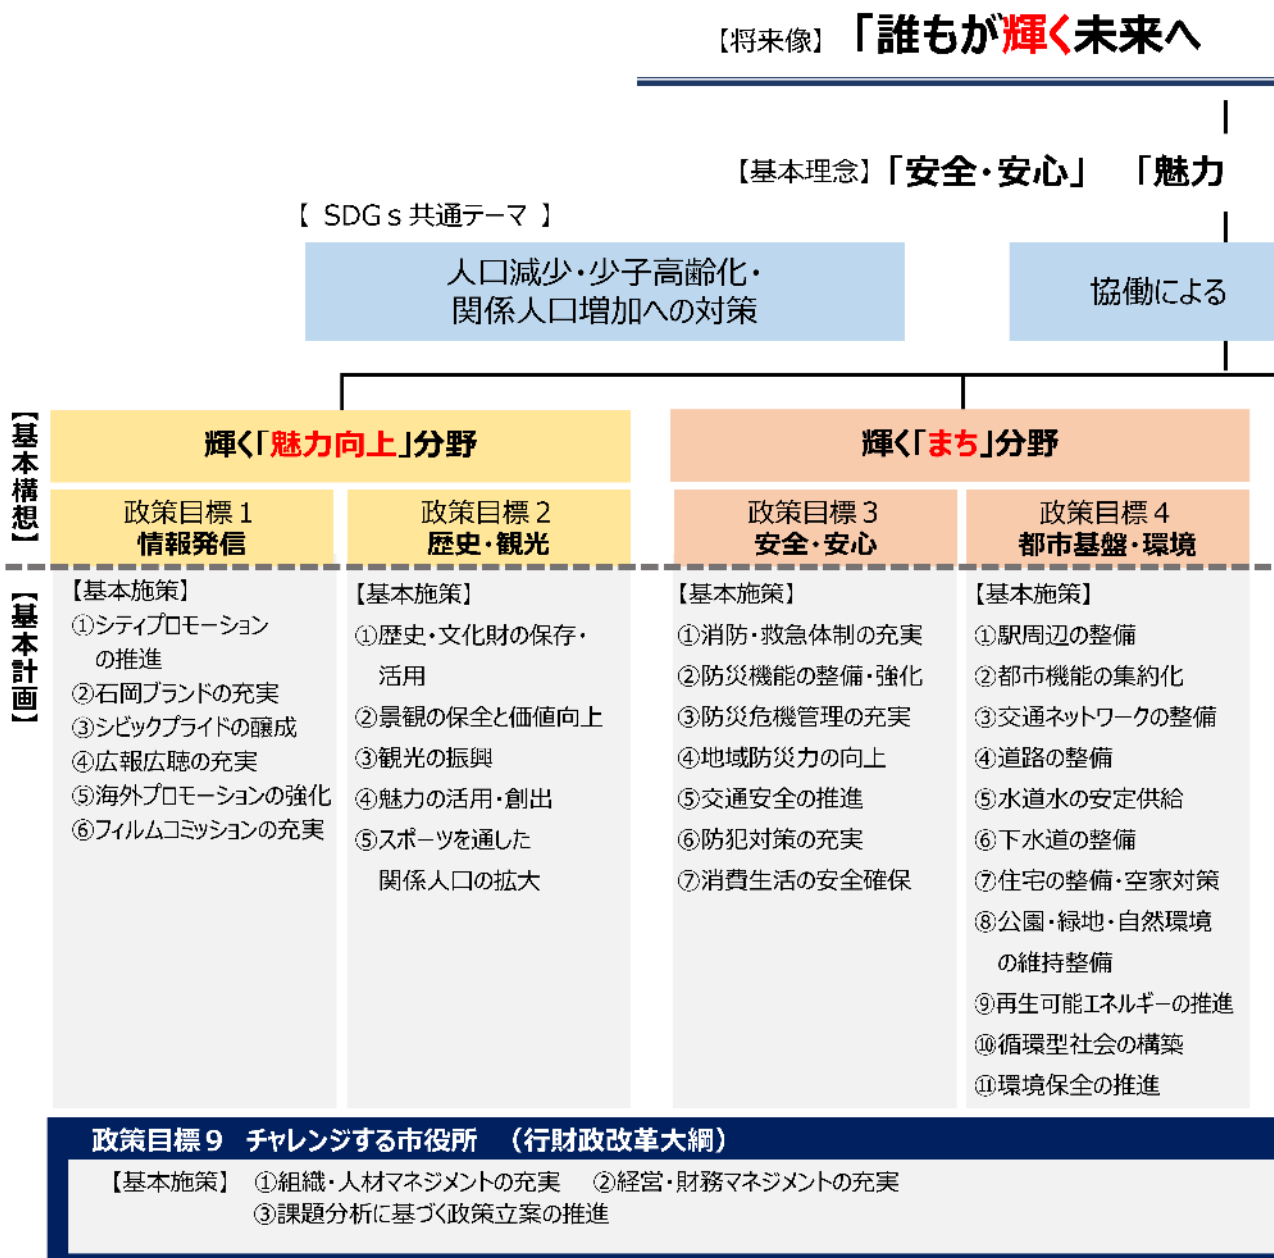 【将来像】「誰もが輝く未来へ
【基本理念】「安全・安心」 「魅力
【 SDGｓ共通テーマ 】
人口減少・少子高齢化・
関係人口増加への対策
協働による
【基本構想】
輝く「魅力向上」分野
政策目標１
情報発信
政策目標２
歴史・観光
輝く「まち」分野
政策目標３
安全・安心
政策目標４
都市基盤・環境
【基本計画】
【基本施策】
①シティプロモーション
の推進
②石岡ブランドの充実
③シビックプライドの醸成
④広報広聴の充実
⑤海外プロモーションの強化
⑥フィルムコミッションの充実
【基本施策】
①歴史・文化財の保存・
活用
②景観の保全と価値向上
③観光の振興
④魅力の活用・創出
⑤スポーツを通した
関係人口の拡大
【基本施策】
①消防・救急体制の充実
②防災機能の整備・強化
③防災危機管理の充実
④地域防災力の向上
⑤交通安全の推進
⑥防犯対策の充実
⑦消費生活の安全確保
【基本施策】
①駅周辺の整備
②都市機能の集約化
③交通ネットワークの整備
④道路の整備
⑤水道水の安定供給
⑥下水道の整備
⑦住宅の整備・空家対策
⑧公園・緑地・自然環境
の維持整備
⑨再生可能エネルギーの推進
⑩循環型社会の構築
⑪環境保全の推進
政策目標９ チャレンジする市役所 （行財政改革大綱）
【基本施策】 ①組織・人材マネジメントの充実 ②経営・財務マネジメントの充実
③課題分析に基づく政策立案の推進